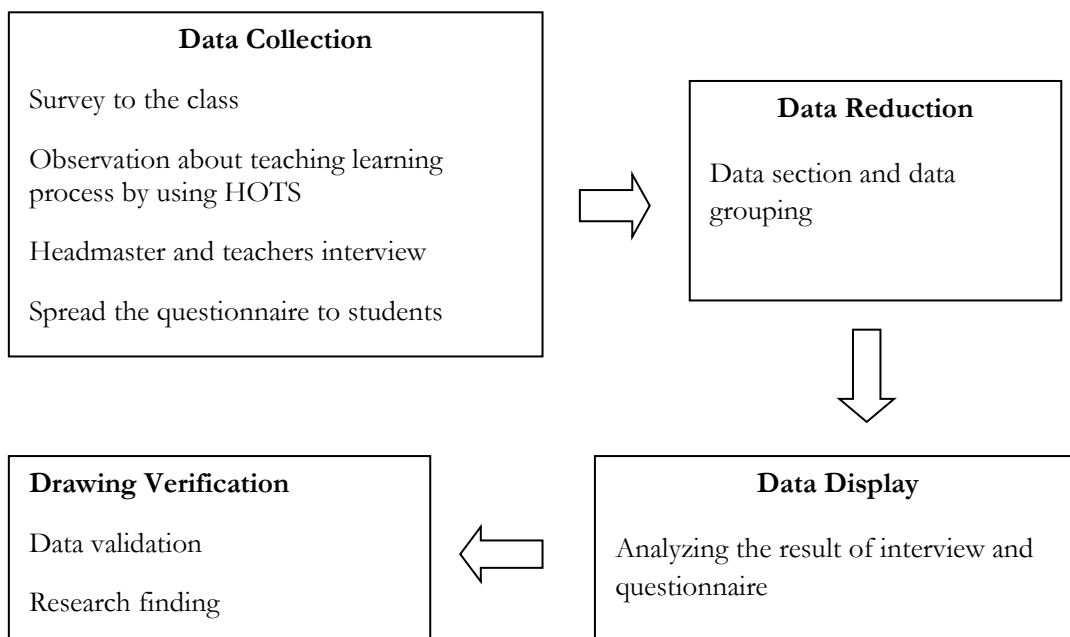 Data Collection
Survey to the class
Observation about teaching learning
process by using HOTS
Headmaster and teachers interview
Spread the questionnaire to students
Data Reduction
Data section and data
grouping
Data Display
Analyzing the result of interview and
questionnaire
Drawing Verification
Data validation
Research finding